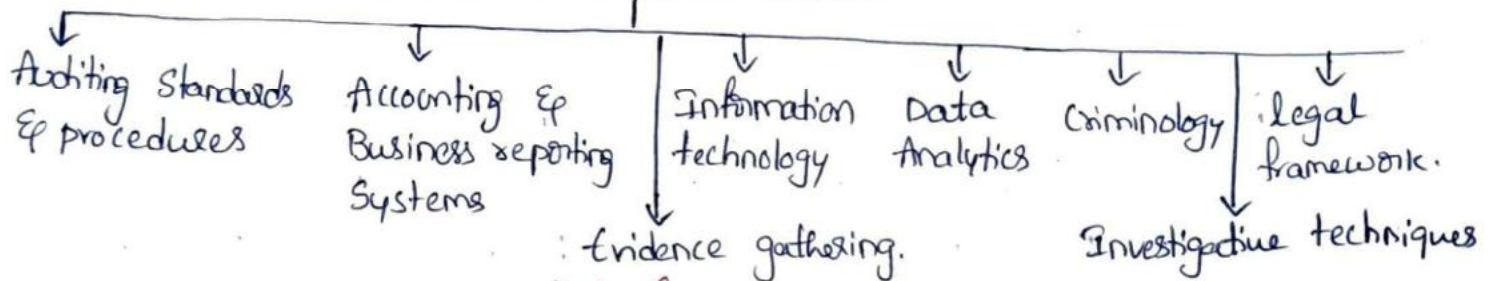 Auditing Standards
& procedures
Accounting &
Business reporting
Systems
Information
technology
Data
Analytics
Criminology
legal
framework.
Evidence gathering.
Investigative techniques